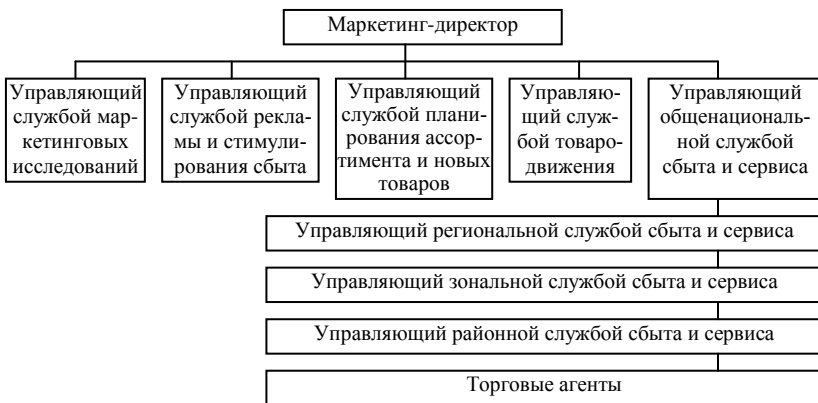 Маркетинг-директор
Управляющий
службой мар-
кетинговых
исследований
Управляющий
службой рекла-
мы и стимули-
рования сбыта
Управляющий
службой плани-
рования ассор-
тимента и новых
товаров
Управляю-
щий служ-
бой товаро-
движения
Управляющий
общенациональ-
ной службой
сбыта и сервиса
Управляющий региональной службой сбыта и сервиса
Управляющий зональной службой сбыта и сервиса
Управляющий районной службой сбыта и сервиса
Торговые агенты